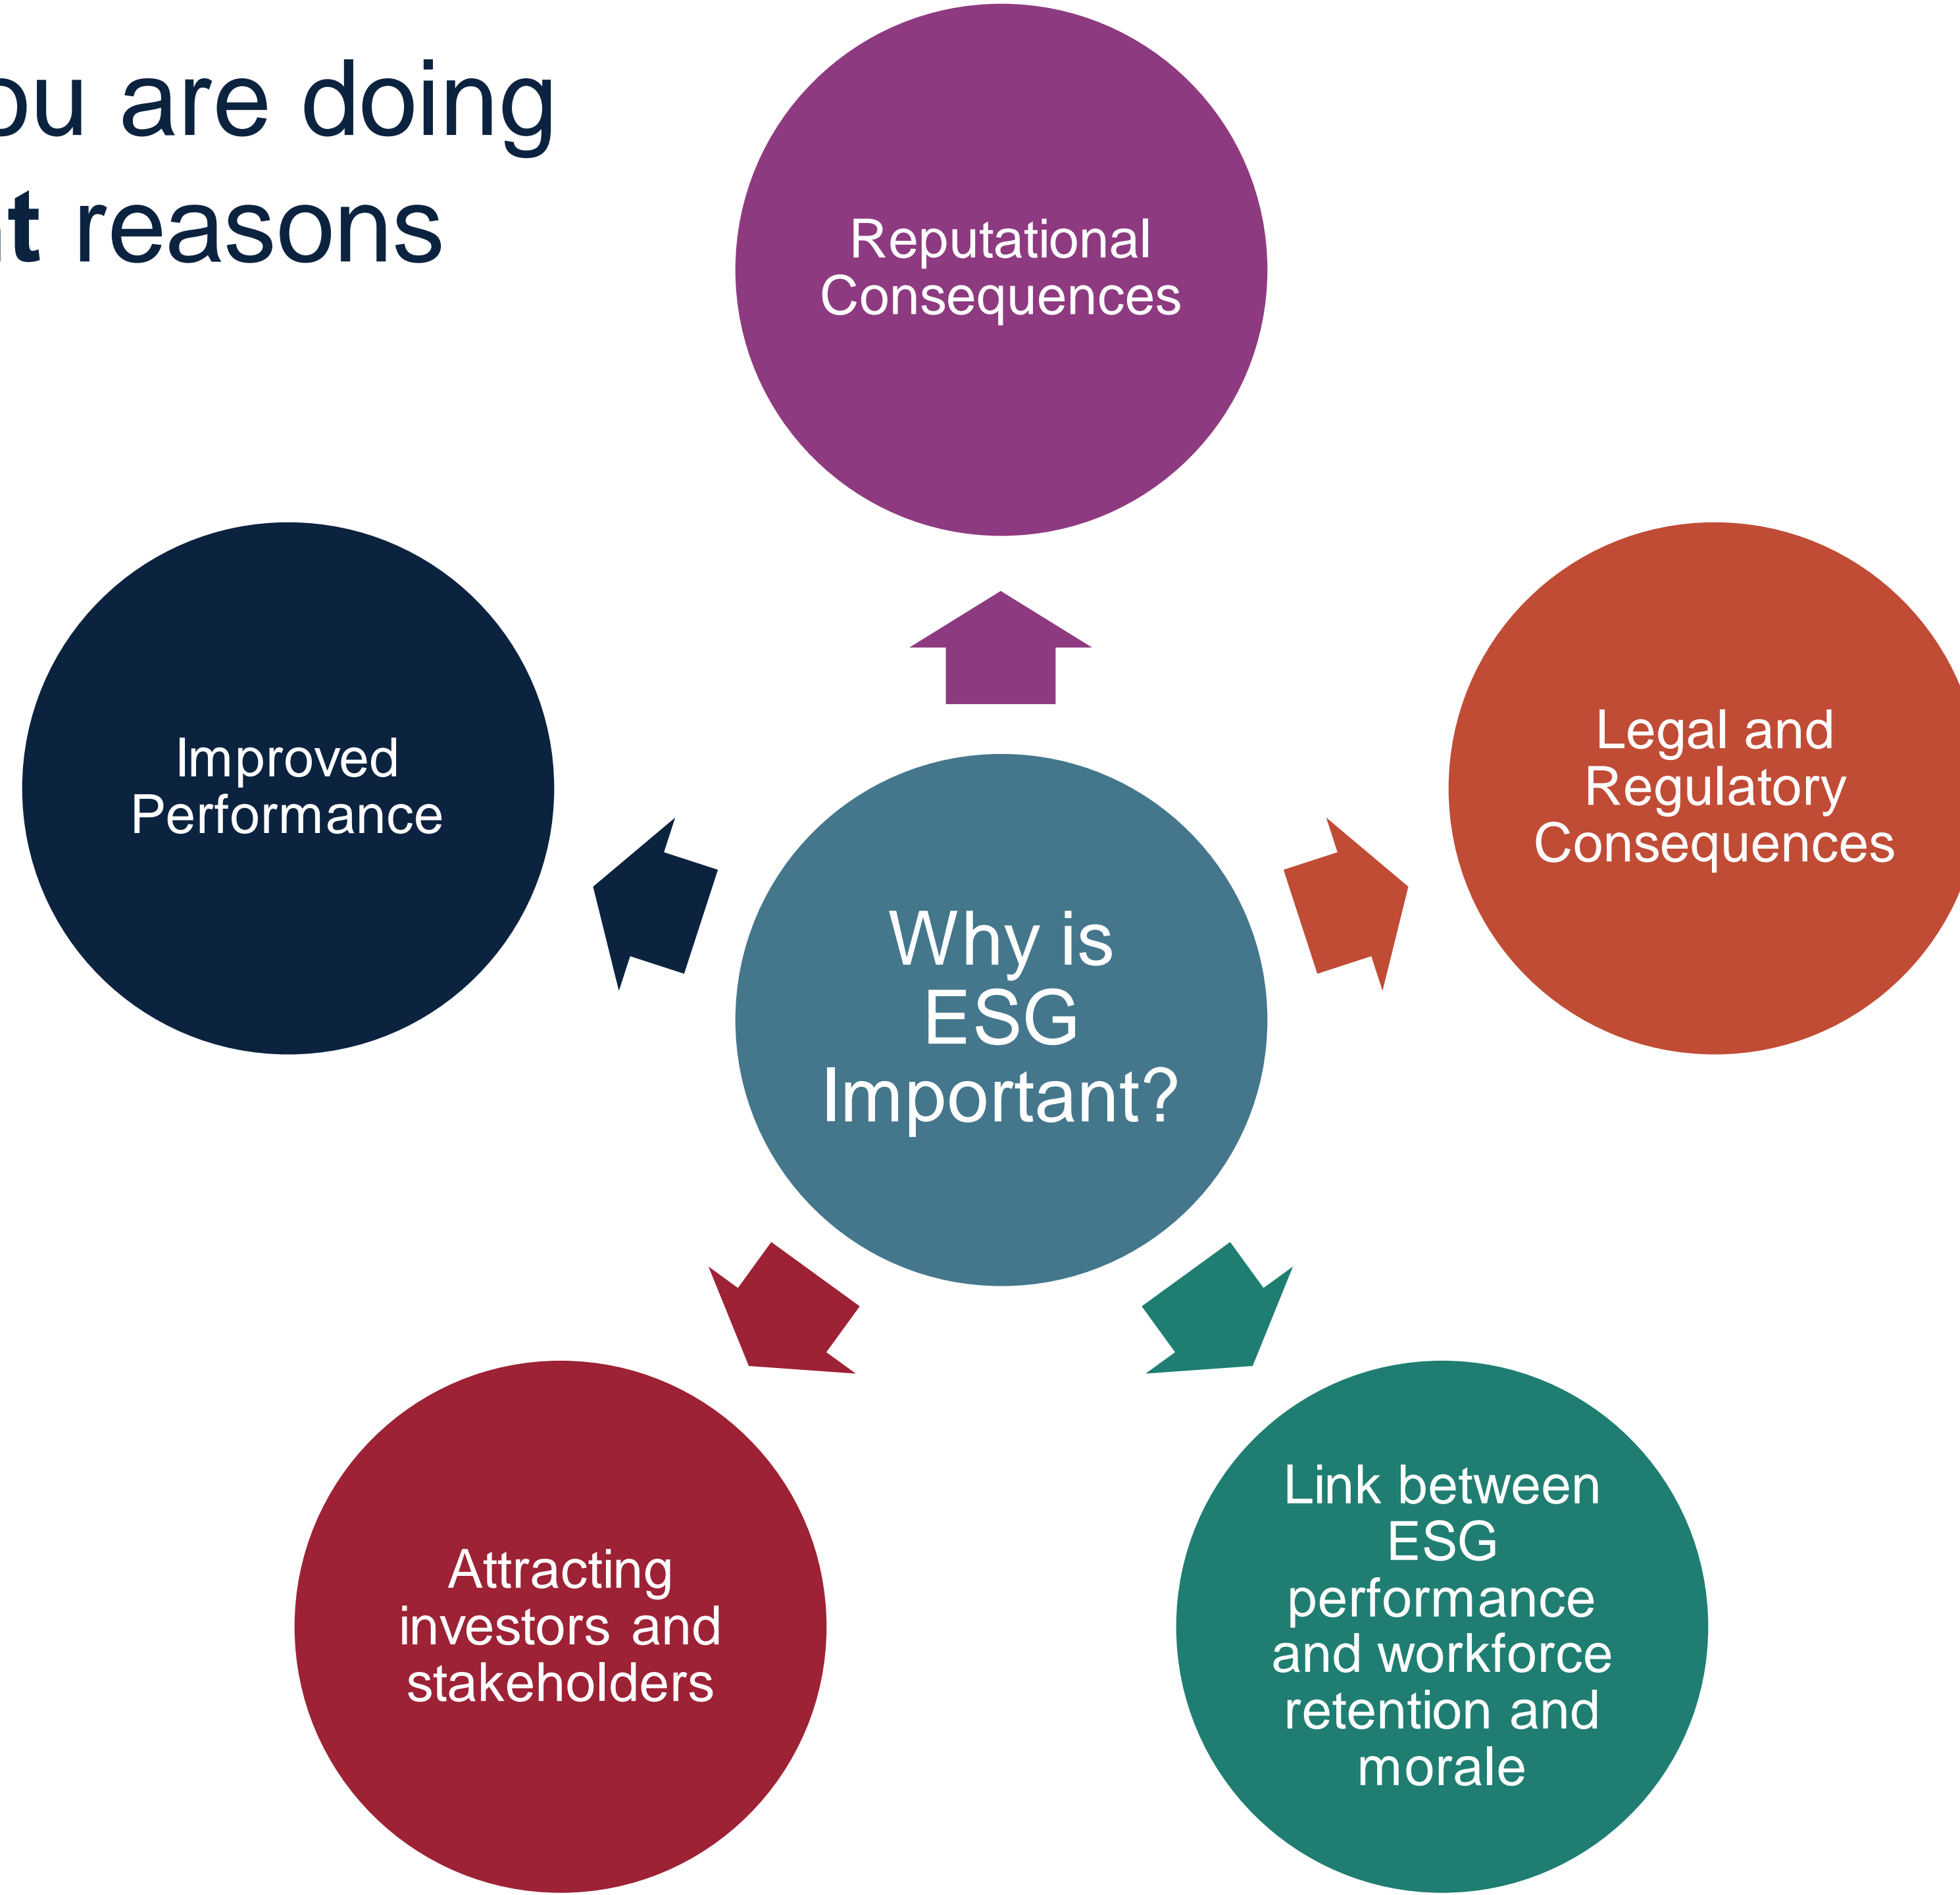 are doing
reasons
Reputational
Consequences
Improved
Performance
Legal and
Regulatory
Consequences
Why is
ESG
Important?
Attracting
investors and
stakeholders
Link between
ESG
performance
and workforce
retention and
morale